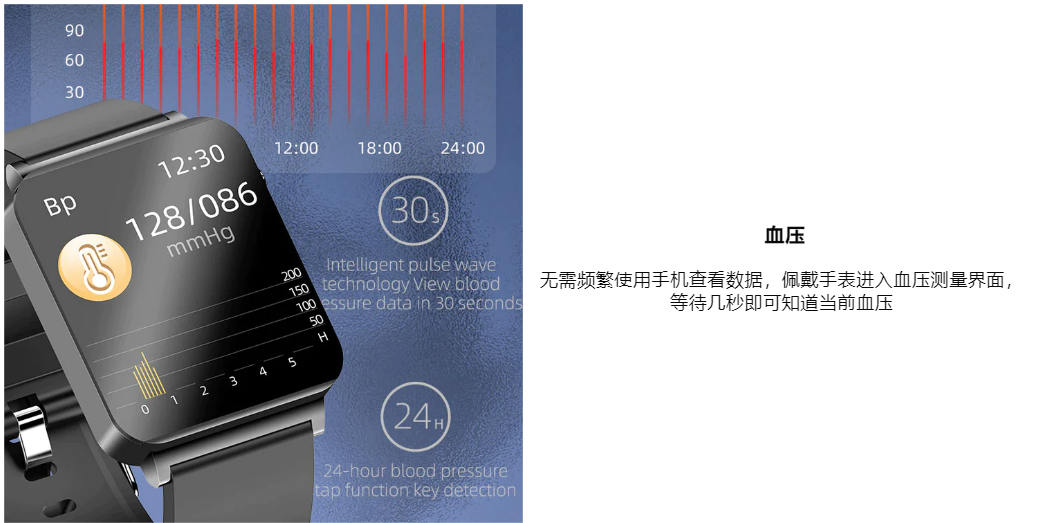 90
60
30
12:00 18:00 24:00
12:30
Bp
128/086
mmHg
200
150
100
50
H
0 1 2 3 4 5
30s
Intelligent pulse wave
technology View blood
essure data in 30 seconds
24H
24-hour blood pressure
tap function key detection
血压
无需频繁使用手机查看数据，佩戴手表进入血压测量界面，
等待几秒即可知道当前血压